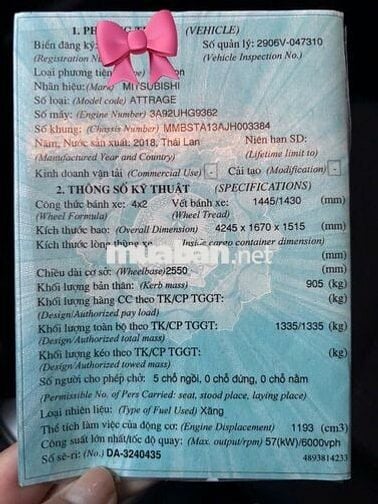 1. PH (VEHICLE)
Biển đăng ký: Số quản lý: 2906V-047310
(Registration N (Vehicle Inspection No.)
Loại phương tiện on
Nhãn hiệu: (Mark) MITSUBISHI
Số loại: (Model code) ATTRAGE
Số máy: (Engine Number) 3A92UHG9362
Số khung: (Chassis Number) MMBSTA13AJH003384
Năm, Nước sản xuất: 2018, Thái Lan Niên hạn SD:
(Manufactured Year and Country) (Lifetime limit to)
Kinh doanh vận tải (Commercial Use) - Cải tạo (Modification) -
2. THÔNG SỐ KỸ THUẬT (SPECIFICATIONS)
Công thức bánh xe: 4x2 Vết bánh xe: 1445/1430 (mm)
(Wheel Formula) (Wheel Tread)
Kích thước bao: (Overall Dimension) 4245 x 1670 x 1515 (mm)
Kích thước lòng thùng xe (Inside cargo container dimension)
(mm)
muaban.net
Chiều dài cơ sở: (Wheelbase) 2550 (mm)
Khối lượng bản thân: (Kerb mass) 905 (kg)
Khối lượng hàng CC theo TK/CP TGGT: (kg)
(Design/Authorized pay load)
Khối lượng toàn bộ theo TK/CP TGGT: 1335/1335 (kg)
(Design/Authorized total mass)
Khối lượng kéo theo TK/CP TGGT: (kg)
(Design/Authorized towed mass)
Số người cho phép chở: 5 chỗ ngồi, 0 chỗ đứng, 0 chỗ nằm
(Permissible No. of Pers Carried: seat, stood place, laying place)
Loại nhiên liệu: (Type of Fuel Used) Xăng
Thể tích làm việc của động cơ: (Engine Displacement) 1193 (cm3)
Công suất lớn nhất/tốc độ quay: (Max. output/rpm) 57(kW)/6000vph
Số sê-ri: (No.) DA-3240435 4893814233